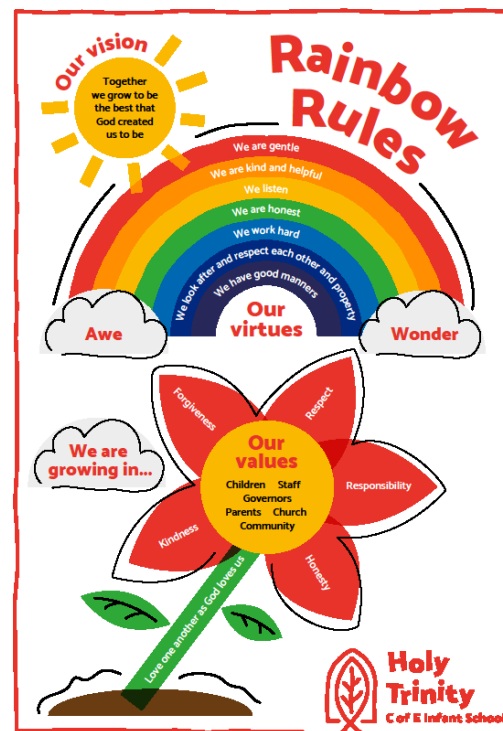 Our vision
Together
we grow to be
the best that
God created
us to be
Rainbow
Rules
We are gentle
We are kind and helpful
We listen
We are honest
We work hard
We look after and respect each other and property
We have good manners
Our
virtues
Awe
Wonder
We are
growing in...
Forgiveness
Respect
Responsibility
Honesty
Kindness
Our
values
Children Staff
Governors
Parents Church
Community
Love one another as God loves us
Holy
Trinity
C of E Infant School